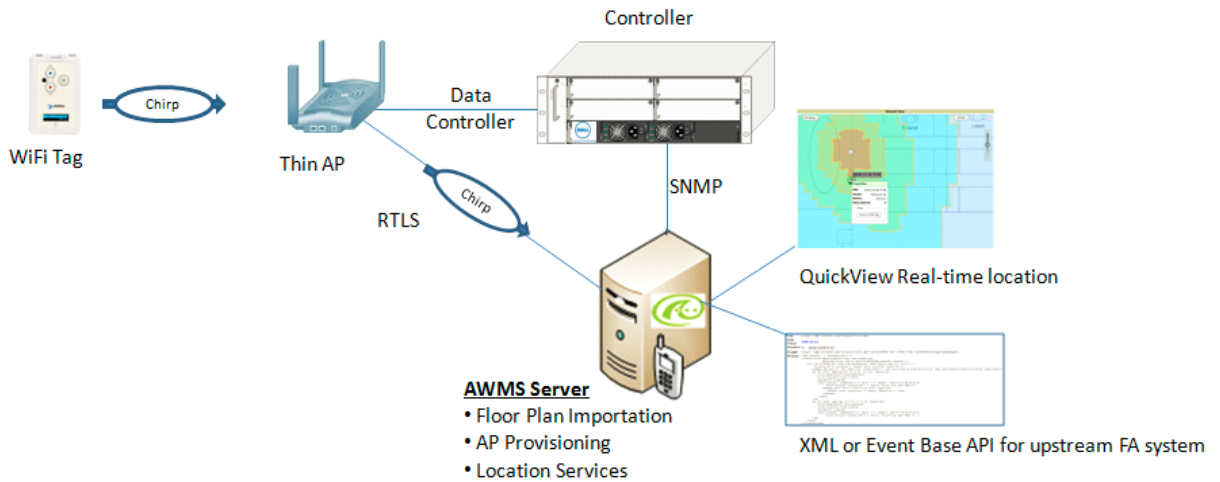 Controller
Chirp
Data
Controller
WiFi Tag
Thin AP
SNMP
Chirp
RTLS
DELL
QuickView Real-time location
AWMS Server
• Floor Plan Importation
• AP Provisioning
• Location Services
XML or Event Base API for upstream FA system